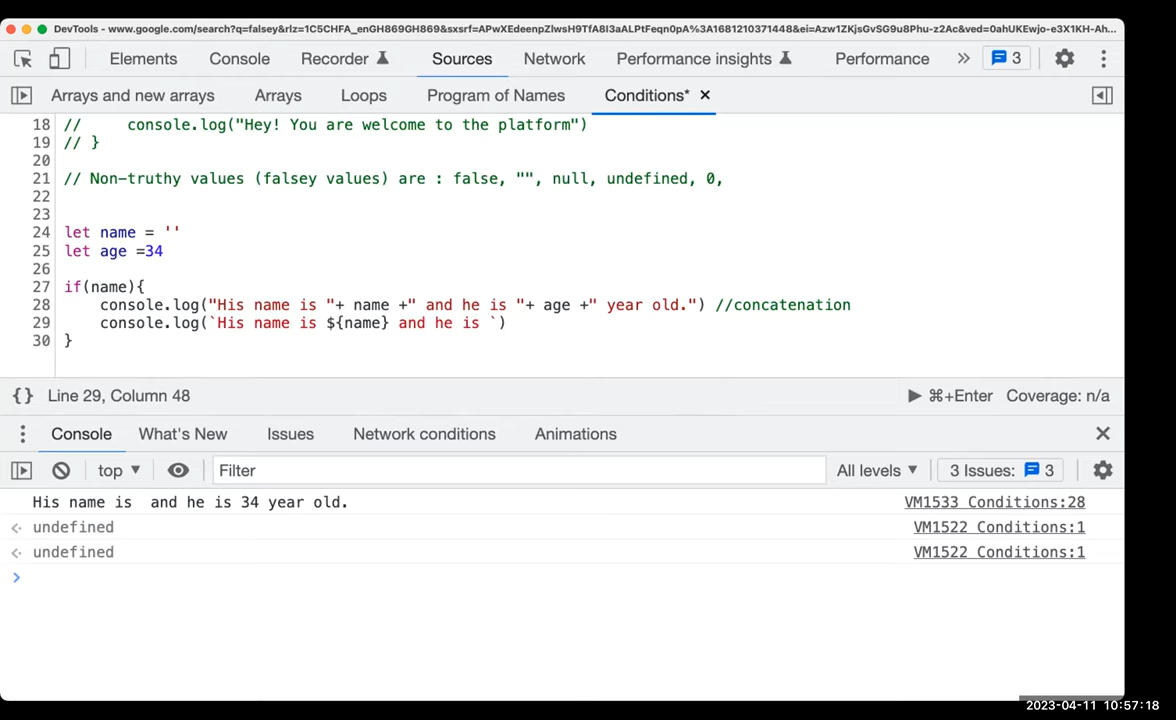 DevTools - www.google.com/search?q=falsey&rlz=1C5CHFA_enGH869GH869&sxsrf=APwXEdeenpZlwsH9TfA8I3aALPtFeqn0pA%3A1681210371448&ei=Azw1ZKjsGvSG9u8Phu-z2Ac&ved=0ahUKEwjo-e3X1KH-Ah...
Elements Console Recorder Sources Network Performance insights Performance » 3
Arrays and new arrays Arrays Loops Program of Names Conditions* ×
18 // console.log("Hey! You are welcome to the platform")
19 // }
20
21 // Non-truthy values (falsey values) are : false, "", null, undefined, 0,
22
23
24 let name = ''
25 let age =34
26
27 if(name){
28 console.log("His name is "+ name +" and he is "+ age +" year old.") //concatenation
29 console.log(`His name is ${name} and he is `)
30 }
{} Line 29, Column 48 ⌘+Enter Coverage: n/a
Console What's New Issues Network conditions Animations
top Filter All levels 3 Issues: 3
His name is  and he is 34 year old. VM1533 Conditions:28
undefined VM1522 Conditions:1
undefined VM1522 Conditions:1
2023-04-11 10:57:18